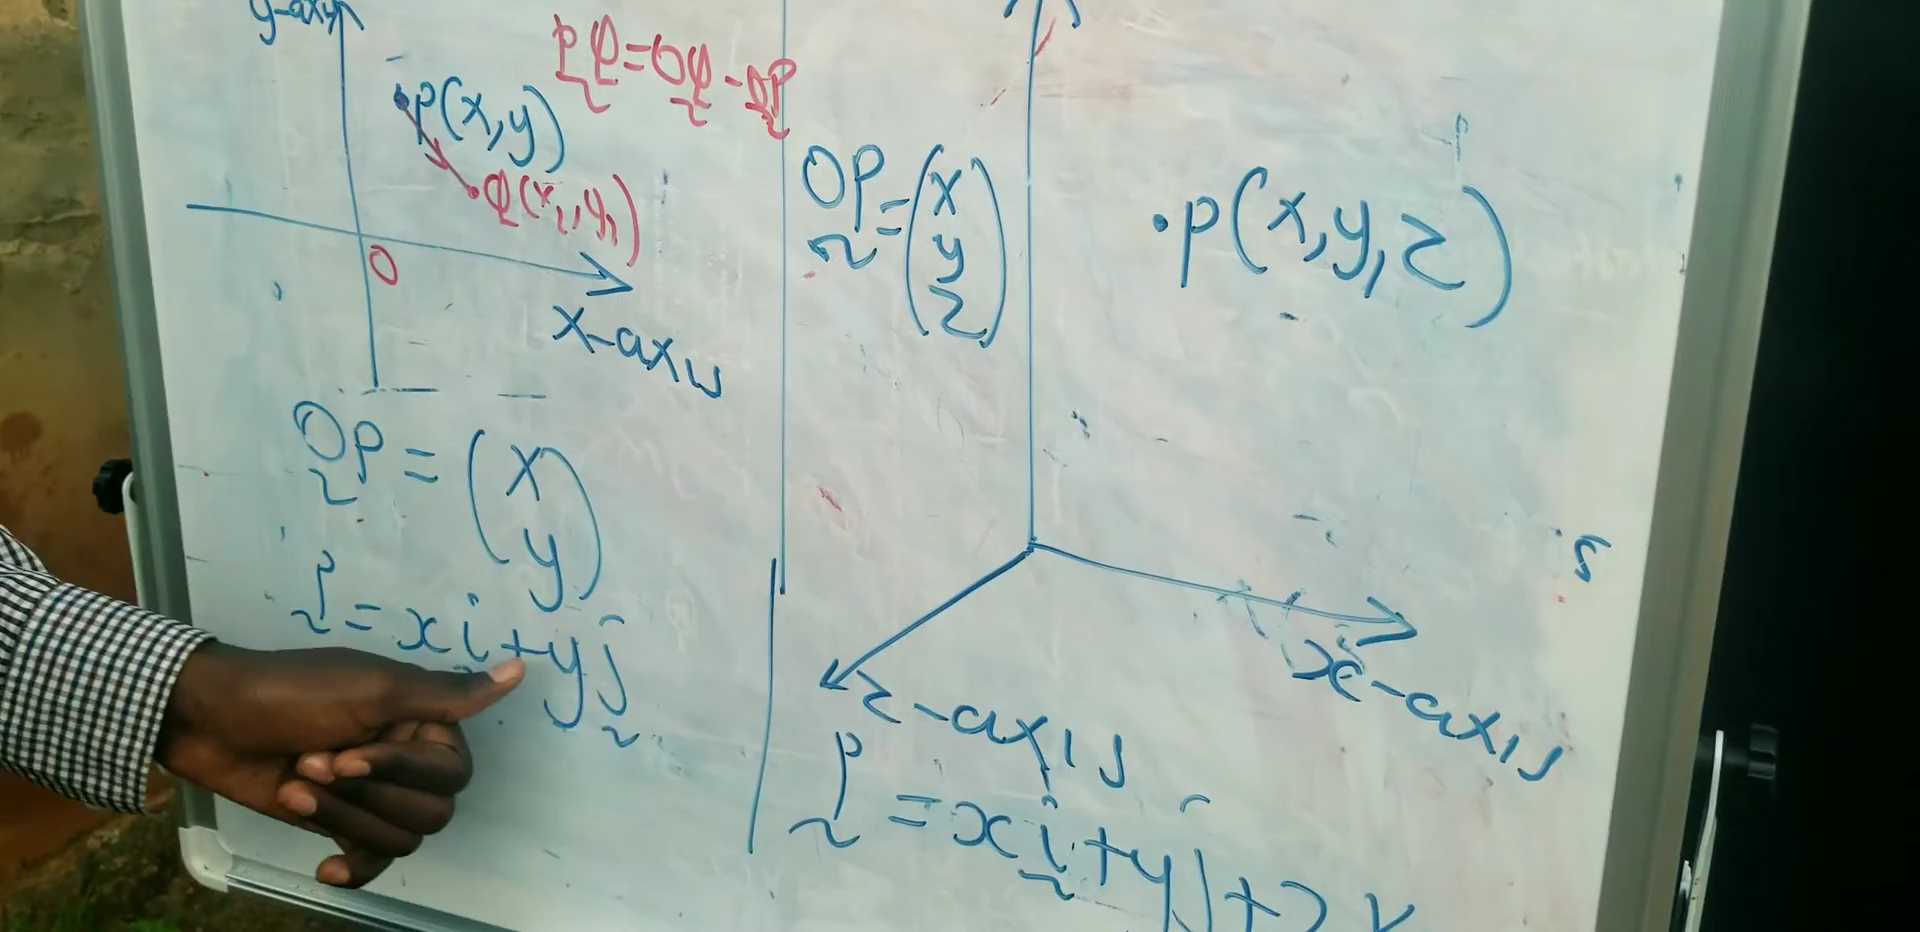 y-axis
PQ = OQ - OP
P(x, y)
Q(x₁, y₁)
O
x-axis
OP = (x
y)
p = xi + yj
OP = (x
y
z)
.P(x, y, z)
x-axis
z-axis
p = xi + yj + zk